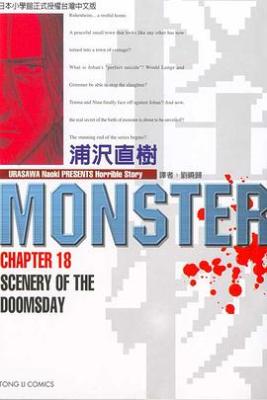 日本小學館正式授權台灣中文版
Ruhenheim... a restful home.
A peaceful small town that looks like any other has now
turned into a town of carnage?
What is Johan's "perfect suicide"? Would Lunge and
Grimmer be able to stop the slaughter?
Tenma and Nina finally face off against Johan? And now,
the real secret of the birth of monster is about to be unveiled?
The stunning end of the series begins!!
浦沢直樹
URASAWA Naoki PRESENTS Horrible Story
譯者・劉曉歸
MONSTER
CHAPTER 18
SCENERY OF THE
DOOMSDAY
TONG LI COMICS